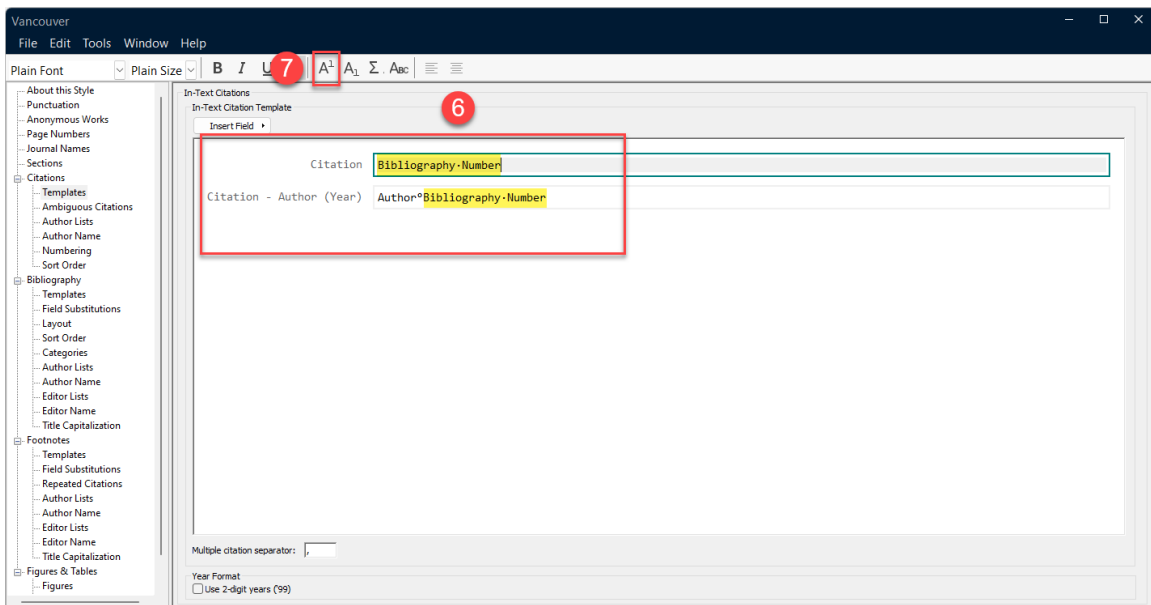 Vancouver
File Edit Tools Window Help
Plain Font Plain Size B I U 7 A1 A1 Σ ABC
About this Style
Punctuation
Anonymous Works
Page Numbers
Journal Names
Sections
Citations
Templates
Ambiguous Citations
Author Lists
Author Name
Numbering
Sort Order
Bibliography
Templates
Field Substitutions
Layout
Sort Order
Categories
Author Lists
Author Name
Editor Lists
Editor Name
Title Capitalization
Footnotes
Templates
Field Substitutions
Repeated Citations
Author Lists
Author Name
Editor Lists
Editor Name
Title Capitalization
Figures & Tables
Figures
In-Text Citations
In-Text Citation Template
Insert Field
6
Citation Bibliography·Number
Citation - Author (Year) Author°Bibliography·Number
Multiple citation separator: ,
Year Format
Use 2-digit years ('99)